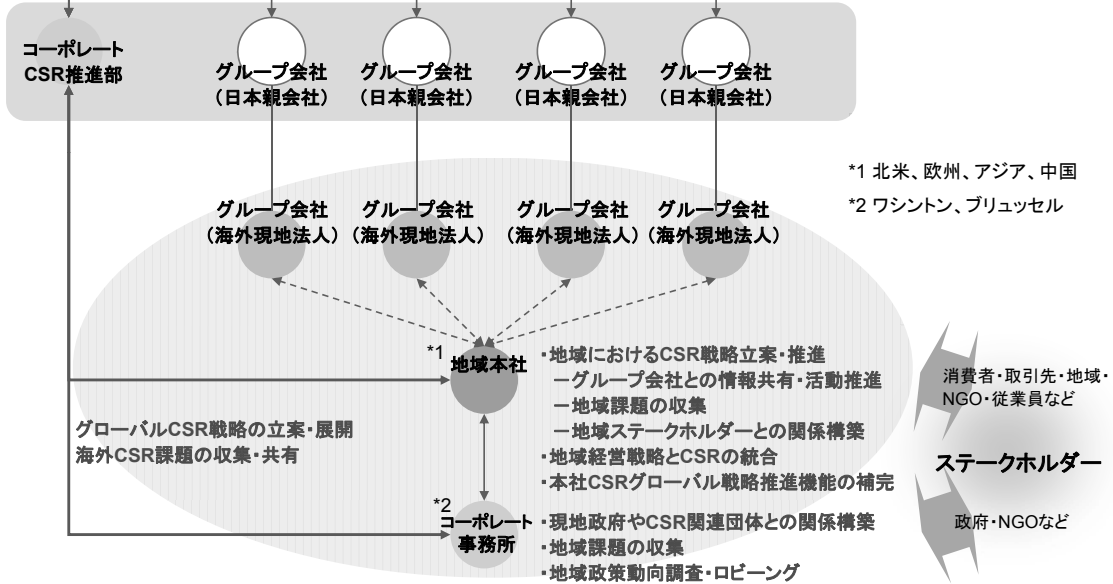 コーポレート
CSR推進部
グループ会社
（日本親会社）
グループ会社
（日本親会社）
グループ会社
（日本親会社）
グループ会社
（日本親会社）
*1 北米、欧州、アジア、中国
*2 ワシントン、ブリュッセル
グループ会社
（海外現地法人）
グループ会社
（海外現地法人）
グループ会社
（海外現地法人）
グループ会社
（海外現地法人）
*1
地域本社
・地域におけるCSR戦略立案・推進
－グループ会社との情報共有・活動推進
－地域課題の収集
－地域ステークホルダーとの関係構築
・地域経営戦略とCSRの統合
・本社CSRグローバル戦略推進機能の補完
グローバルCSR戦略の立案・展開
海外CSR課題の収集・共有
*2
コーポレート
事務所
・現地政府やCSR関連団体との関係構築
・地域課題の収集
・地域政策動向調査・ロビーング
消費者・取引先・地域・
NGO・従業員など
ステークホルダー
政府・NGOなど